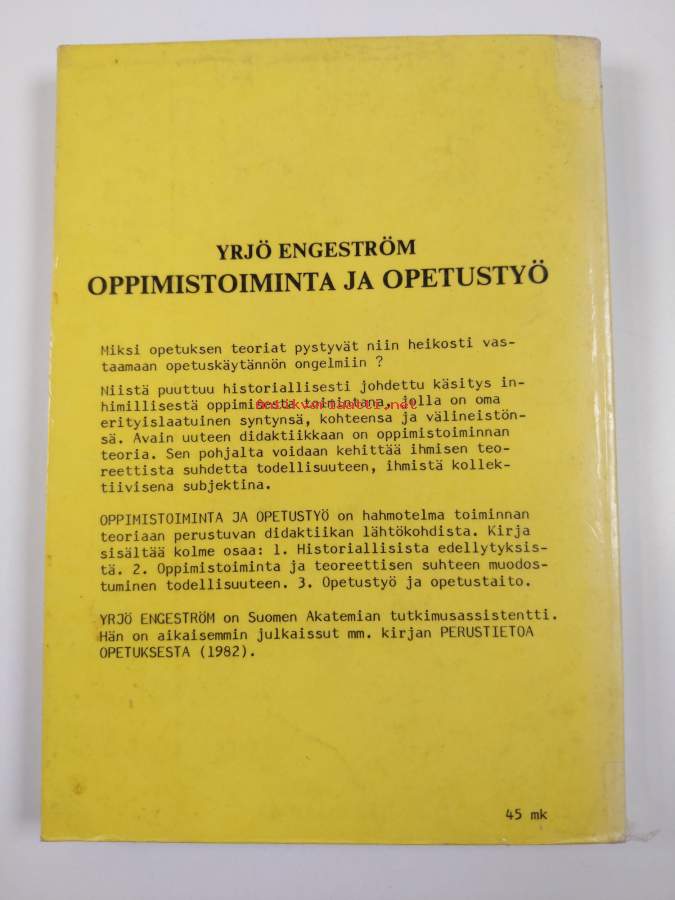 YRJÖ ENGESTRÖM
OPPIMISTOIMINTA JA OPETUSTYÖ
Miksi opetuksen teoriat pystyvät niin heikosti vas-
taamaan opetuskäytännön ongelmiin ?
Niistä puuttuu historiallisesti johdettu käsitys in-
himillisestä oppimisesta toimintana, jolla on oma
erityislaatuinen syntynsä, kohteensa ja välineistön-
sä. Avain uuteen didaktiikkaan on oppimistoiminnan
teoria. Sen pohjalta voidaan kehittää ihmisen teo-
reettista suhdetta todellisuuteen, ihmistä kollek-
tiivisena subjektina.
OPPIMISTOIMINTA JA OPETUSTYÖ on hahmotelma toiminnan
teoriaan perustuvan didaktiikan lähtökohdista. Kirja
sisältää kolme osaa: 1. Historiallisista edellytyksis-
tä. 2. Oppimistoiminta ja teoreettisen suhteen muodos-
tuminen todellisuuteen. 3. Opetustyö ja opetustaito.
YRJÖ ENGESTRÖM on Suomen Akatemian tutkimusassistentti.
Hän on aikaisemmin julkaissut mm. kirjan PERUSTIETOA
OPETUKSESTA (1982).
45 mk